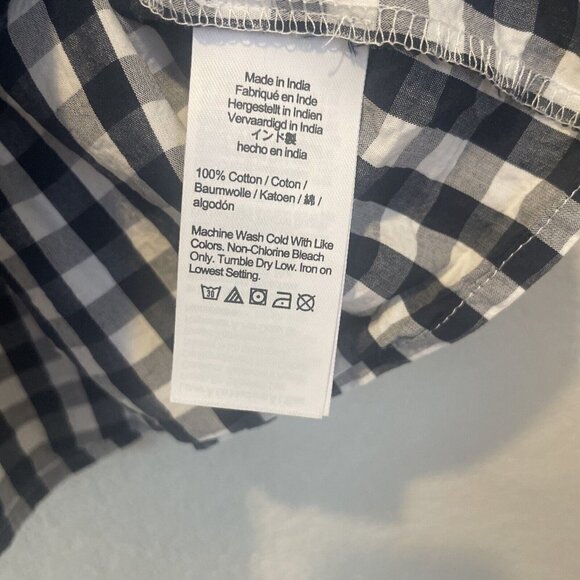 Made in India
Fabriqué en Inde
Hergestellt in Indien
Vervaardigd in India
インド製
hecho en india
100% Cotton / Coton /
Baumwolle / Katoen / 綿 /
algodón
Machine Wash Cold With Like
Colors. Non-Chlorine Bleach
Only. Tumble Dry Low. Iron on
Lowest Setting.
30